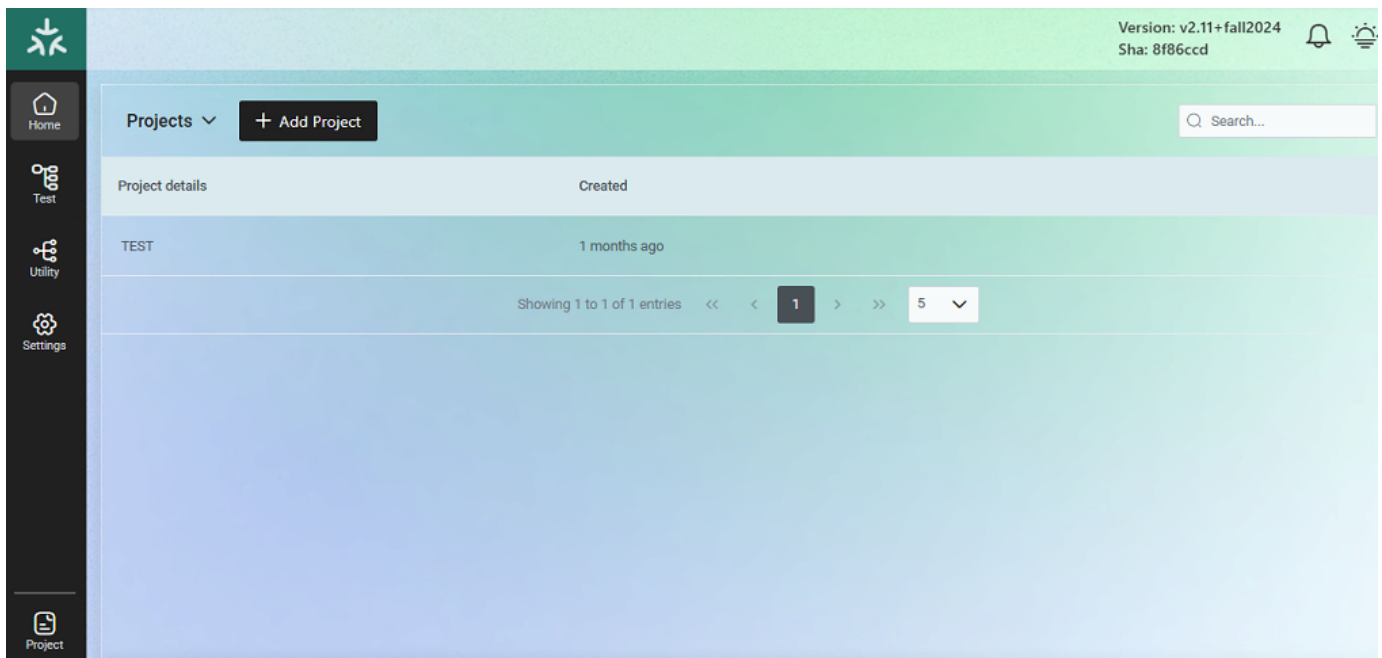 Version: v2.11+fall2024
Sha: 8f86ccd
Home
Test
Utility
Settings
Project
Projects
+ Add Project
Search...
Project details Created
TEST 1 months ago
Showing 1 to 1 of 1 entries << < 1 > >> 5